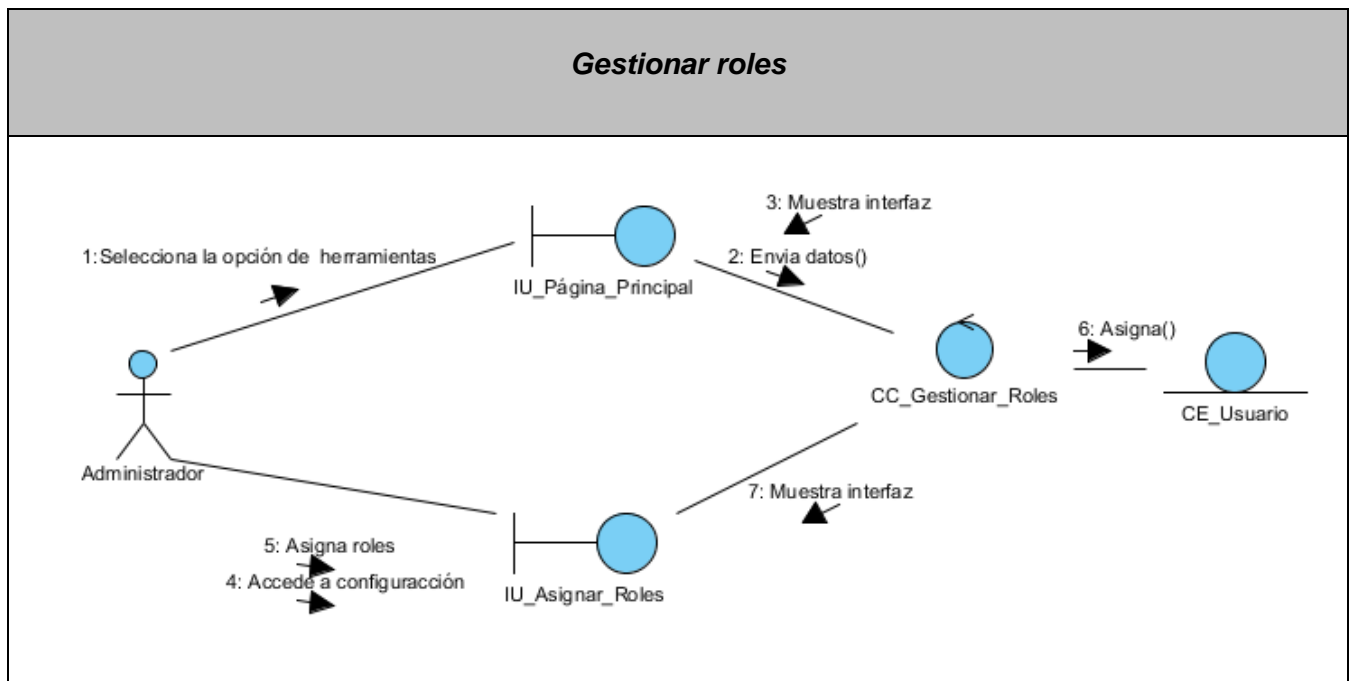 Gestionar roles
3: Muestra interfaz
1:Selecciona la opción de herramientas
2: Envia datos()
IU_Página_Principal
6: Asigna()
CC_Gestionar_Roles
CE_Usuario
Administrador
7: Muestra interfaz
5: Asigna roles
4: Accede a configuracción
IU_Asignar_Roles